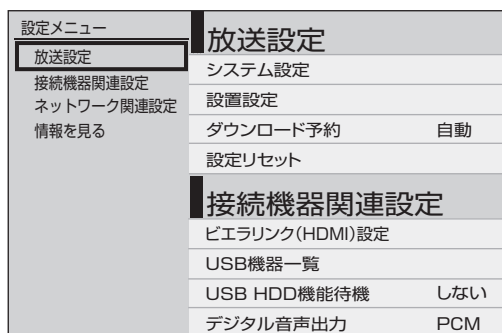 設定メニュー
放送設定
接続機器関連設定
ネットワーク関連設定
情報を見る
放送設定
システム設定
設置設定
ダウンロード予約 自動
設定リセット
接続機器関連設定
ビエラリンク(HDMI)設定
USB機器一覧
USB HDD機能待機 しない
デジタル音声出力 PCM